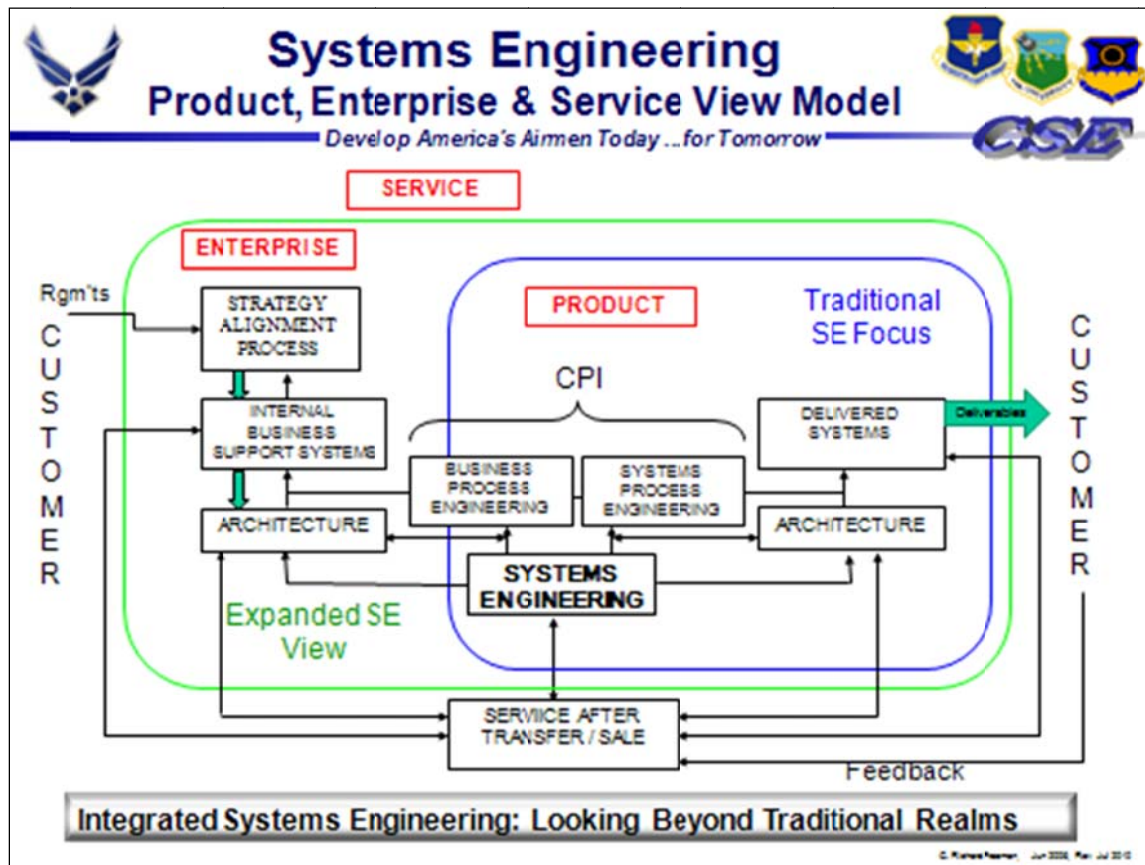 Systems Engineering
Product, Enterprise & Service View Model
Develop America's Airmen Today ...for Tomorrow
CSE
SERVICE
ENTERPRISE
PRODUCT
Traditional
SE Focus
Rqm'ts
CUSTOMER
STRATEGY
ALIGNMENT
PROCESS
CPI
INTERNAL
BUSINESS
SUPPORT SYSTEMS
DELIVERED
SYSTEMS
Deliverables
CUSTOMER
BUSINESS
PROCESS
ENGINEERING
SYSTEMS
PROCESS
ENGINEERING
ARCHITECTURE
ARCHITECTURE
SYSTEMS
ENGINEERING
Expanded SE
View
SERVICE AFTER
TRANSFER / SALE
Feedback
Integrated Systems Engineering: Looking Beyond Traditional Realms